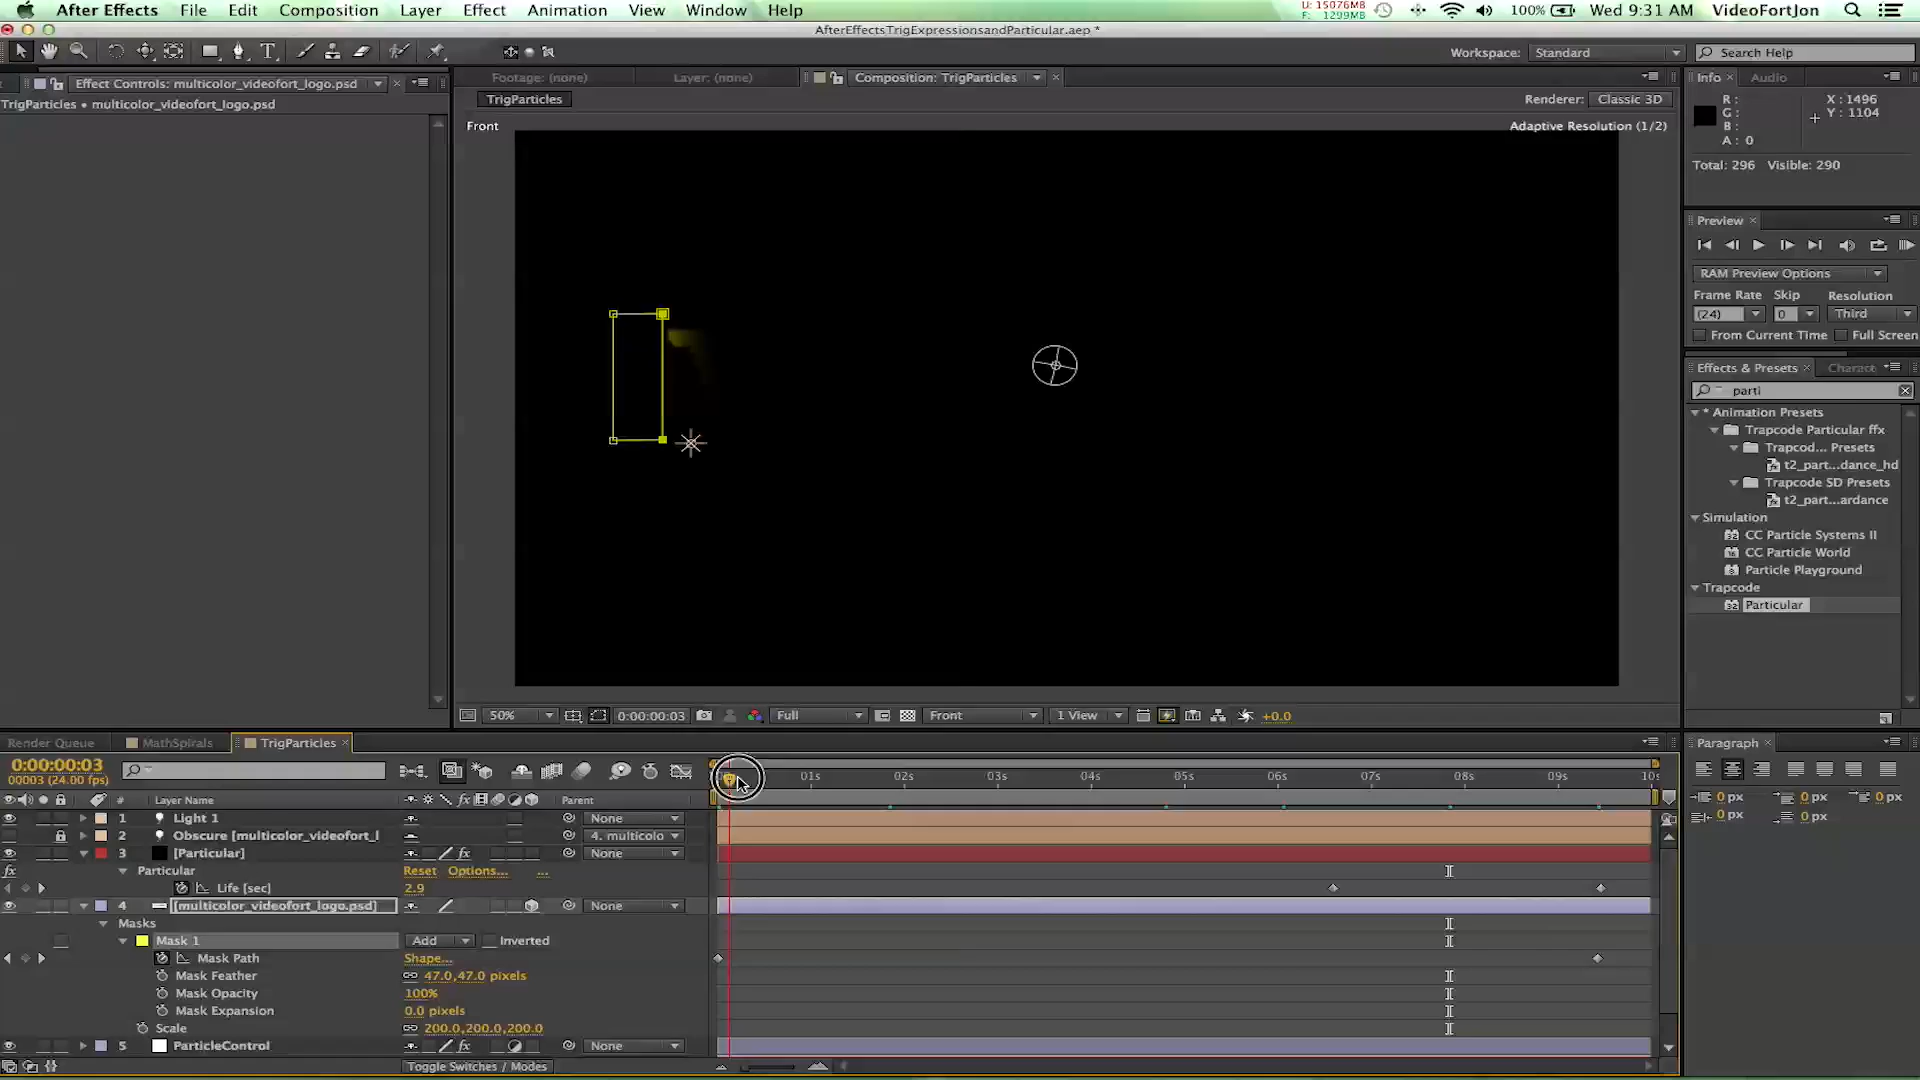 After Effects File Edit Composition Layer Effect Animation View Window Help U: 15076MB F: 1299MB 100% Wed 9:31 AM VideoFortJon
AfterEffectsTrigExpressionsandParticular.aep *
Workspace: Standard Search Help
Effect Controls: multicolor_videofort_logo.psd
TrigParticles • multicolor_videofort_logo.psd
Footage: (none) Layer: (none) Composition: TrigParticles
TrigParticles Renderer: Classic 3D
Front Adaptive Resolution (1/2)
50% 0:00:00:03 Full Front 1 View +0.0
Info Audio
R: X: 1496
G: Y: 1104
B:
A: 0
Total: 296 Visible: 290
Preview
RAM Preview Options
Frame Rate Skip Resolution
(24) 0 Third
From Current Time Full Screen
Effects & Presets Charact
parti
* Animation Presets
Trapcode Particular ffx
Trapcod... Presets
t2_part...dance_hd
Trapcode SD Presets
t2_part...ardance
Simulation
CC Particle Systems II
CC Particle World
Particle Playground
Trapcode
Particular
Render Queue MathSpirals TrigParticles
0:00:00:03
00003 (24.00 fps)
01s 02s 03s 04s 05s 06s 07s 08s 09s 10s
# Layer Name Parent
1 Light 1 None
2 Obscure [multicolor_videofort_l 4. multicolo
3 [Particular] fx None
fx Particular Reset Options... ...
Life [sec] 2.9
4 [multicolor_videofort_logo.psd] None
Masks
Mask 1 Add Inverted
Mask Path Shape...
Mask Feather 47.0,47.0 pixels
Mask Opacity 100%
Mask Expansion 0.0 pixels
Scale 200.0,200.0,200.0
5 ParticleControl fx None
Toggle Switches / Modes
Paragraph
0 px 0 px 0 px
0 px 0 px